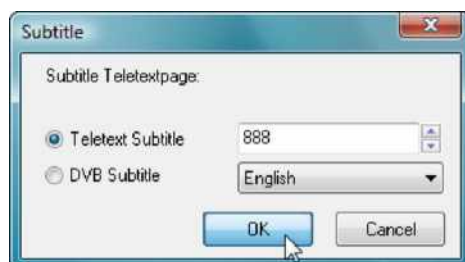 Subtitle
Subtitle Teletextpage:
Teletext Subtitle 888
DVB Subtitle English
OK Cancel